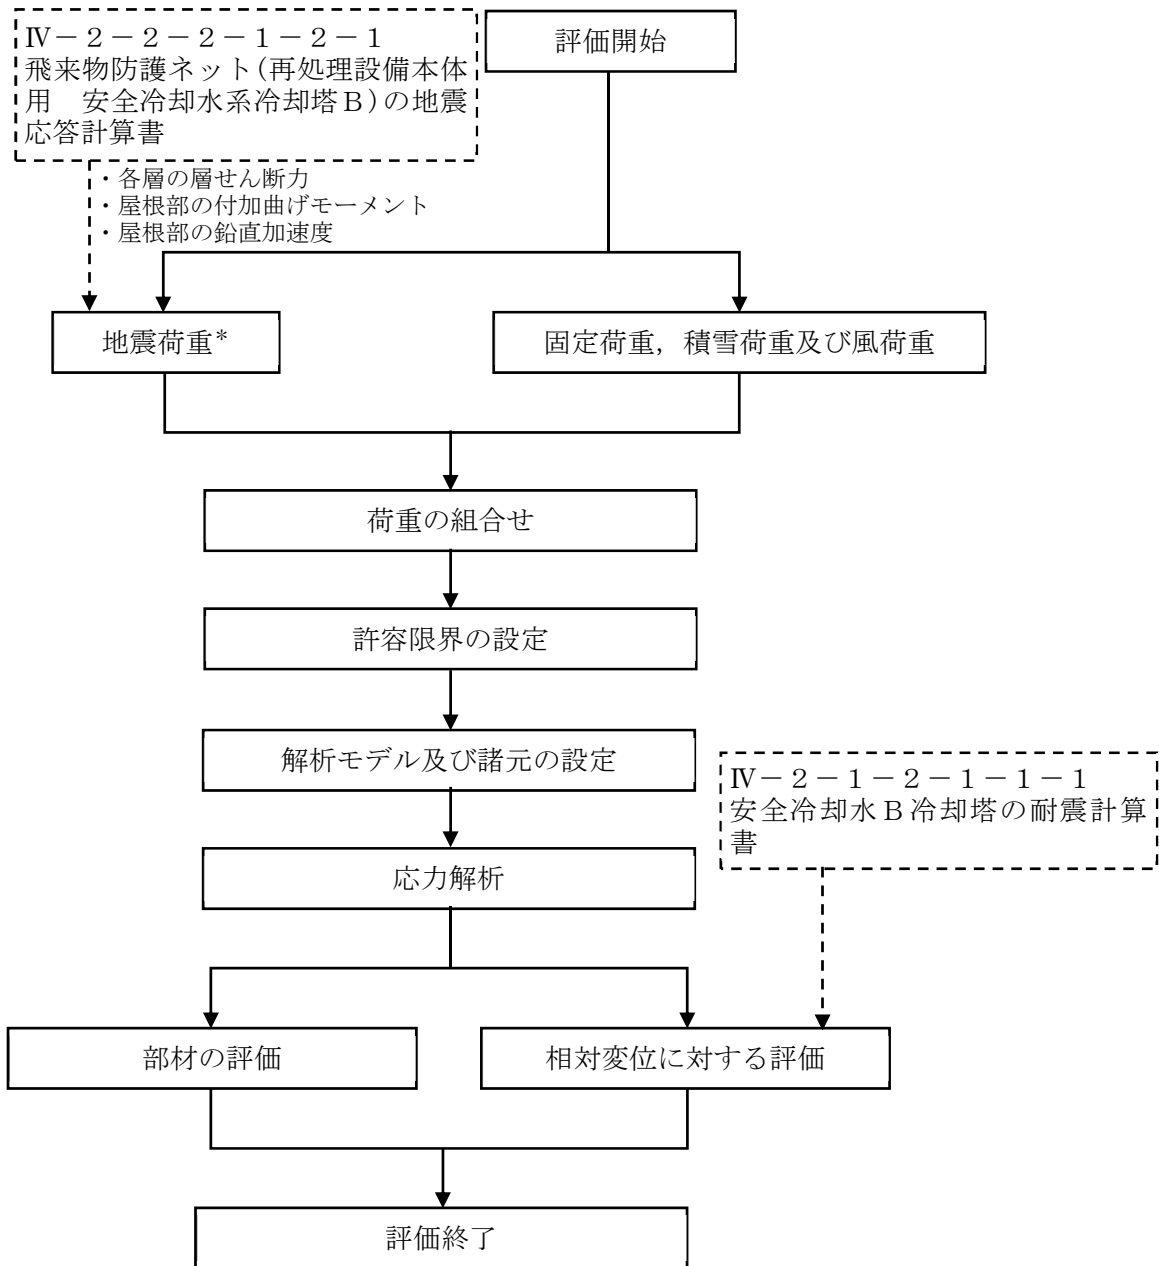 Ⅳ－２－２－２－１－２－１
飛来物防護ネット(再処理設備本体
用　安全冷却水系冷却塔Ｂ)の地震
応答計算書
評価開始
・各層の層せん断力
・屋根部の付加曲げモーメント
・屋根部の鉛直加速度
地震荷重*
固定荷重，積雪荷重及び風荷重
荷重の組合せ
許容限界の設定
解析モデル及び諸元の設定
Ⅳ－２－１－２－１－１－１
安全冷却水Ｂ冷却塔の耐震計算
書
応力解析
部材の評価
相対変位に対する評価
評価終了